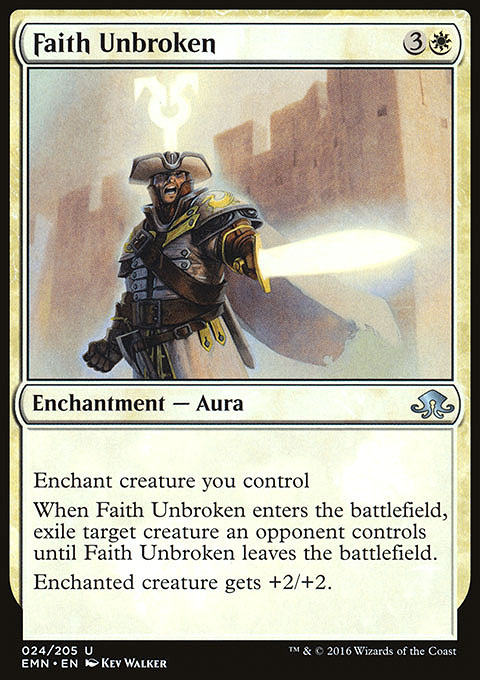 Faith Unbroken 3
Enchantment — Aura
Enchant creature you control
When Faith Unbroken enters the battlefield,
exile target creature an opponent controls
until Faith Unbroken leaves the battlefield.
Enchanted creature gets +2/+2.
024/205 U
EMN • EN Kev Walker
™ & © 2016 Wizards of the Coast